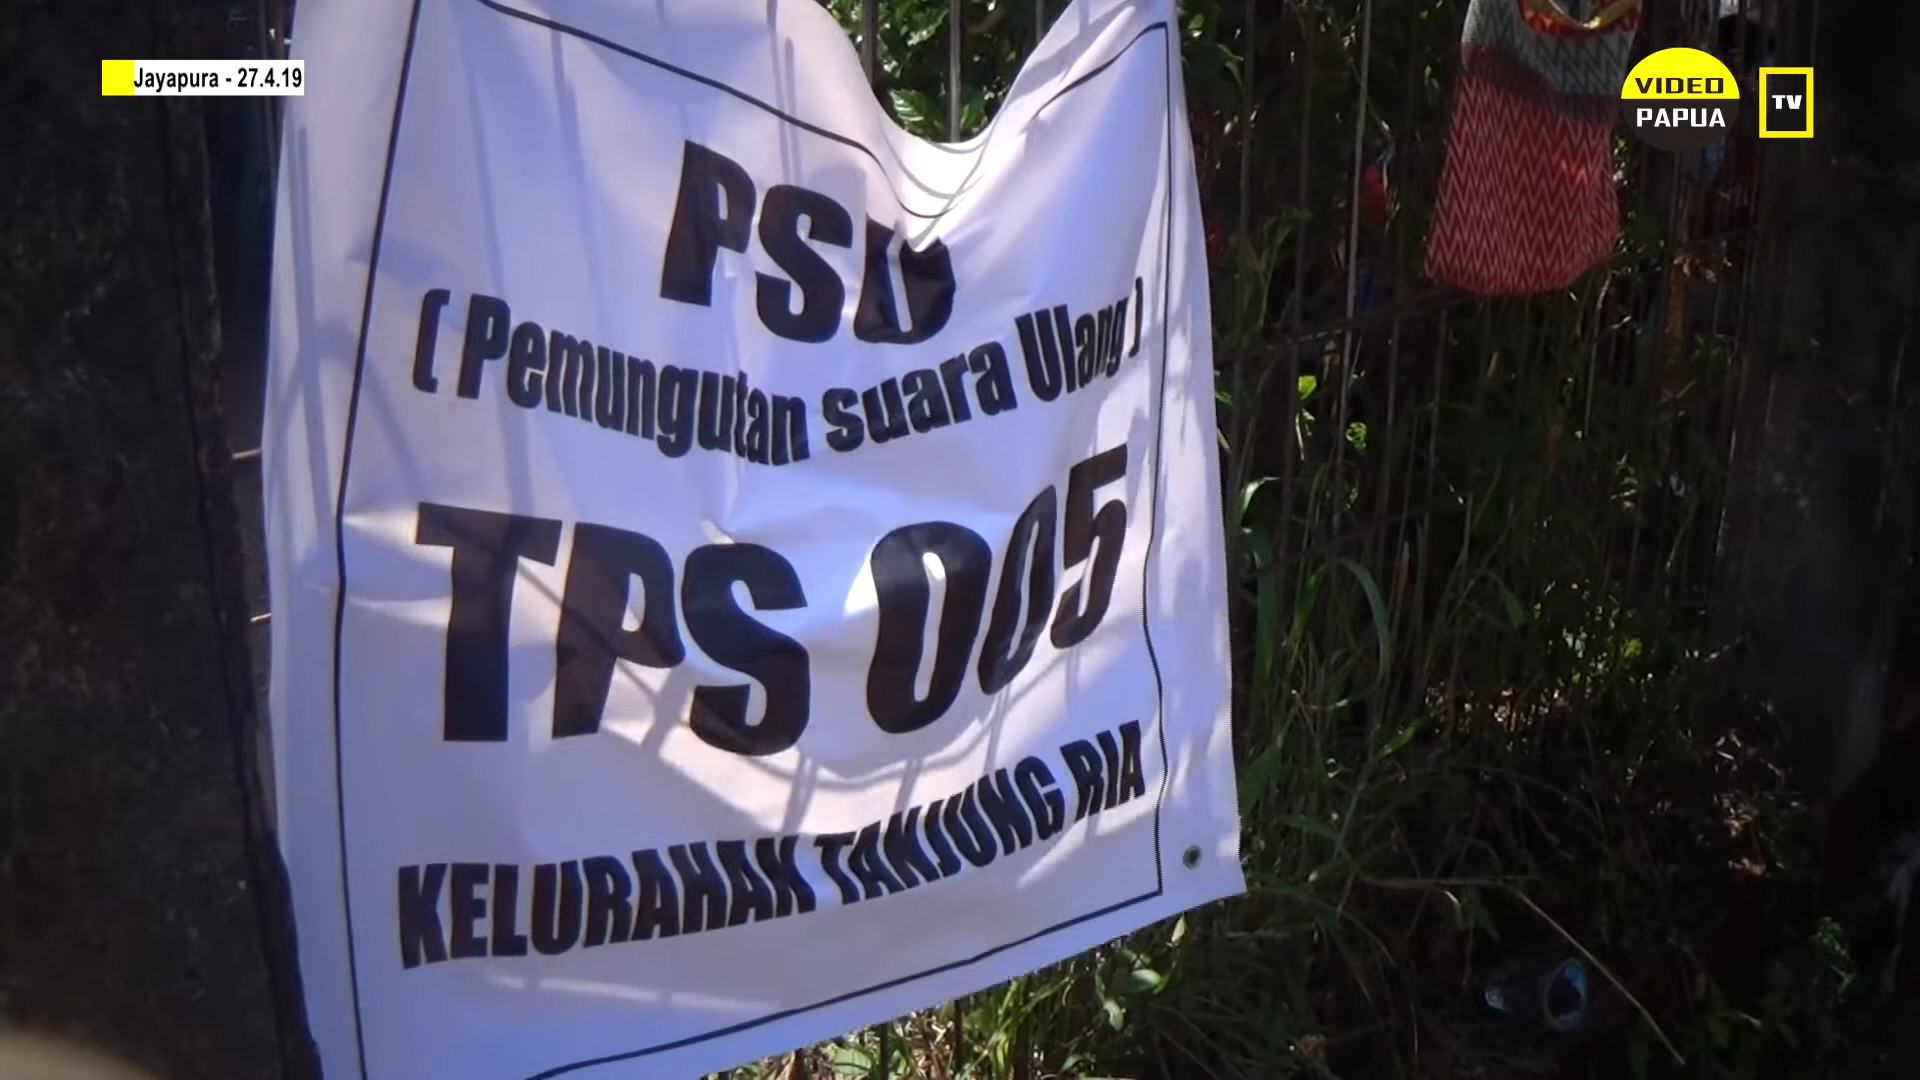 Jayapura - 27.4.19
VIDEO
PAPUA
TV
PSU
( Pemungutan suara Ulang )
TPS 005
KELURAHAN TANJUNG RIA